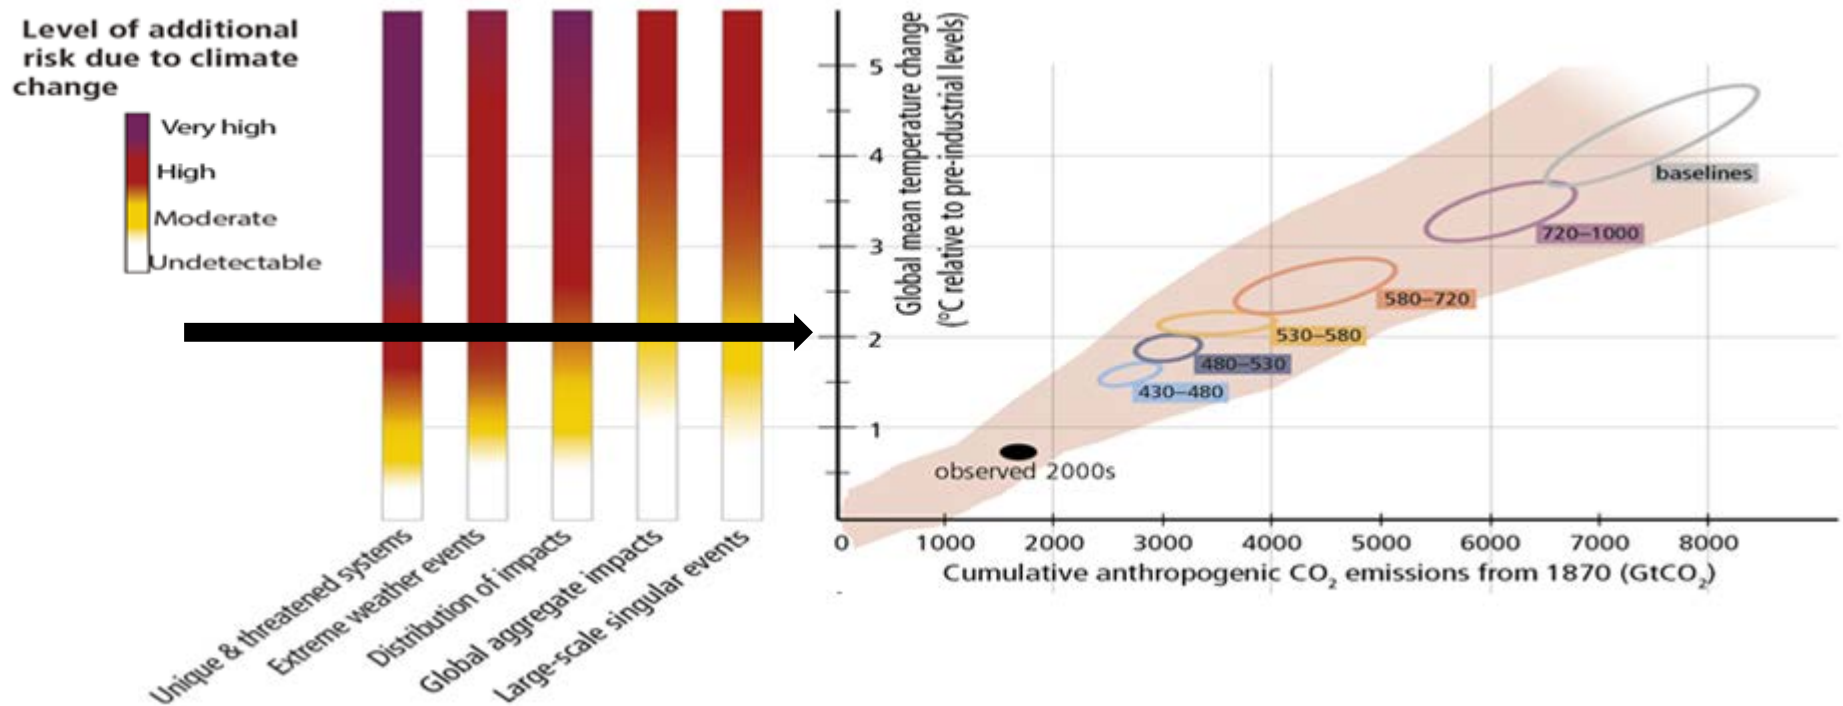 Level of additional
risk due to climate
change
Very high
High
Moderate
Undetectable
Unique & threatened systems
Extreme weather events
Distribution of impacts
Global aggregate impacts
Large-scale singular events
Global mean temperature change
(°C relative to pre-industrial levels)
5
4
3
2
1
baselines
720–1000
580–720
530–580
480–530
430–480
observed 2000s
0 1000 2000 3000 4000 5000 6000 7000 8000
Cumulative anthropogenic CO₂ emissions from 1870 (GtCO₂)